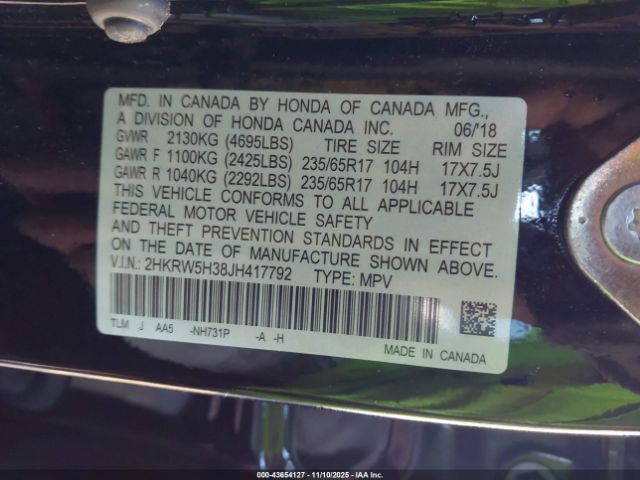 MFD. IN CANADA BY HONDA OF CANADA MFG.,
A DIVISION OF HONDA CANADA INC. 06/'18
GVWR 2130KG (4695LBS) TIRE SIZE RIM SIZE
GAWR F 1100KG (2425LBS) 235/65R17 104H 17X7.5J
GAWR R 1040KG (2292LBS) 235/65R17 104H 17X7.5J
THIS VEHICLE CONFORMS TO ALL APPLICABLE
FEDERAL MOTOR VEHICLE SAFETY
AND THEFT PREVENTION STANDARDS IN EFFECT
ON THE DATE OF MANUFACTURE SHOWN ABOVE.
V.I.N.: 2HKRW5H38JH417792 TYPE: MPV
TLM J AA5 -NH731P -A -H
MADE IN CANADA
©-43654127 - 11/10/2025 - IAA Inc.